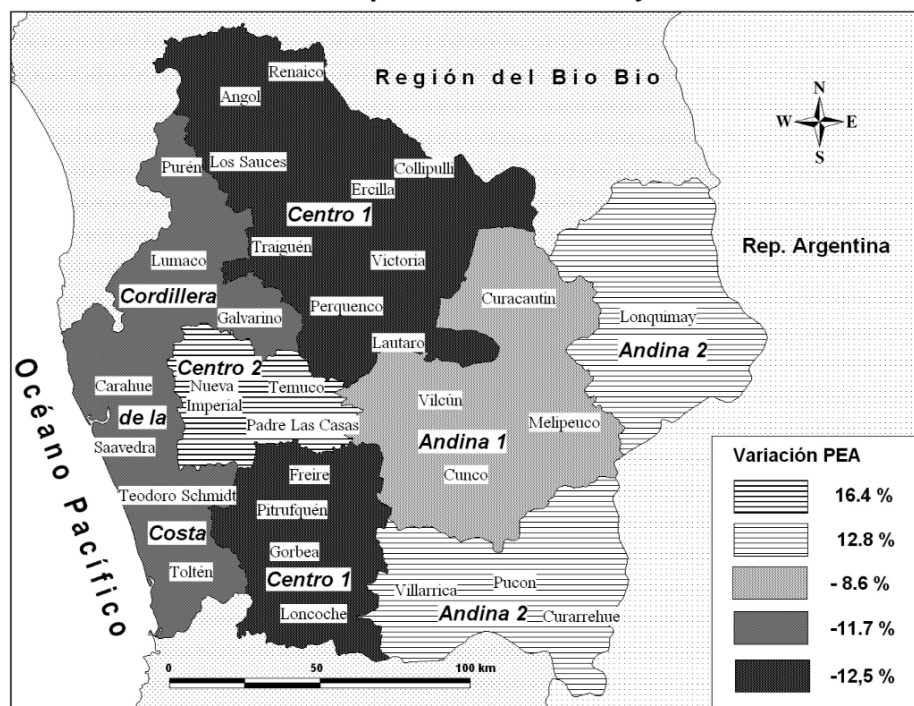 Renaico
Región del Bio Bio
Angol
N
W E
S
Purén
Los Sauces
Collipulli
Ercilla
Centro 1
Traiguén
Victoria
Rep. Argentina
Lumaco
Cordillera
Curacautin
Perquenco
Galvarino
Lonquimay
Lautaro
Andina 2
Centro 2
Nueva
Imperial
Temuco
Carahue
Vilcún
de la
Melipeuco
Padre Las Casas
Andina 1
Saavedra
Cunco
Freire
Teodoro Schmidt
Pitrufquén
Costa
Gorbea
Toltén
Centro 1
Villarrica
Pucon
Loncoche
Andina 2
Curarrehue
Océano Pacífico
0 50 100 km
Variación PEA
16.4 %
12.8 %
- 8.6 %
-11.7 %
-12,5 %